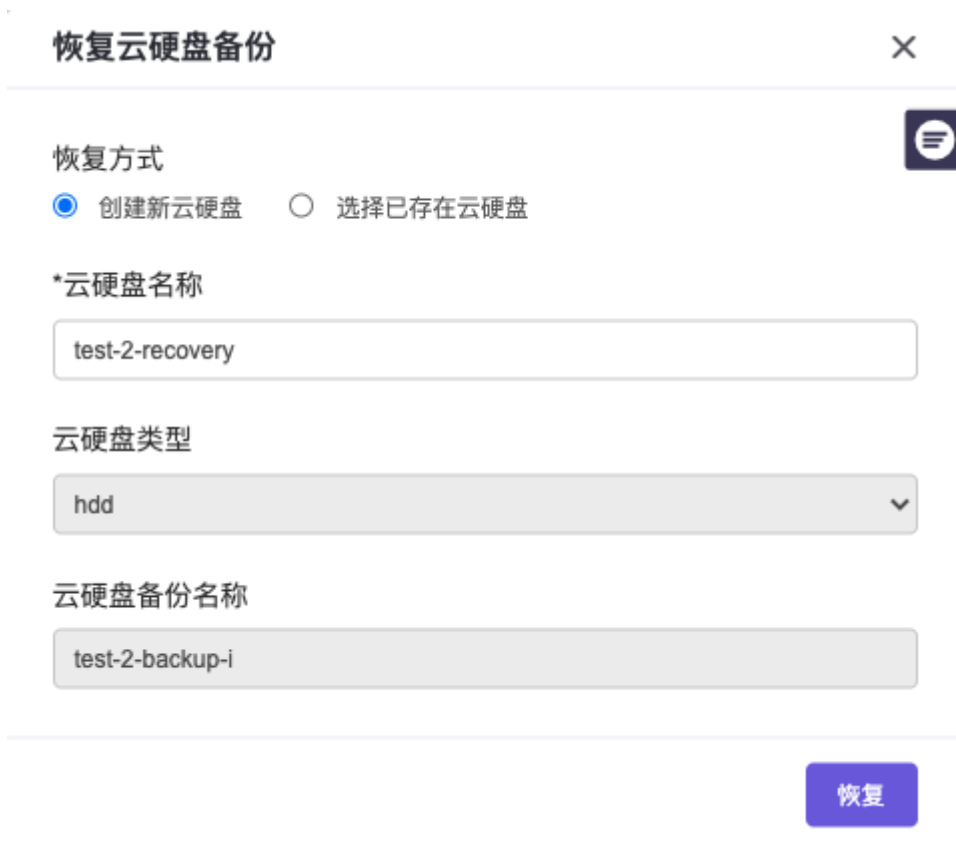 恢复云硬盘备份
恢复方式
创建新云硬盘 选择已存在云硬盘
*云硬盘名称
test-2-recovery
云硬盘类型
hdd
云硬盘备份名称
test-2-backup-i
恢复